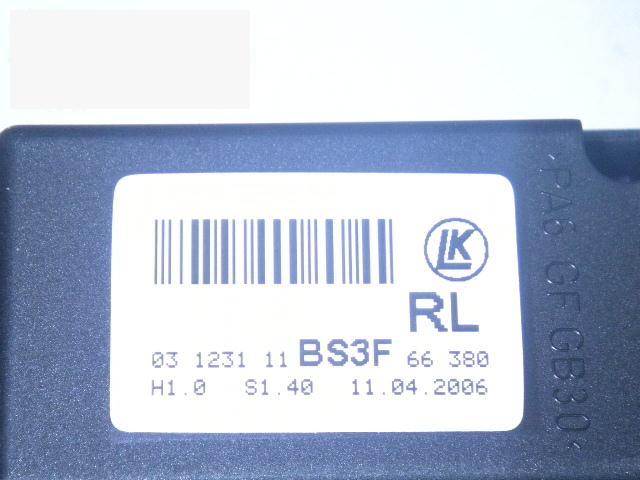 LK
RL
03 1231 11 BS3F 66 380
H1.0 S1.40 11.04.2006
>PA6 GF GB30<